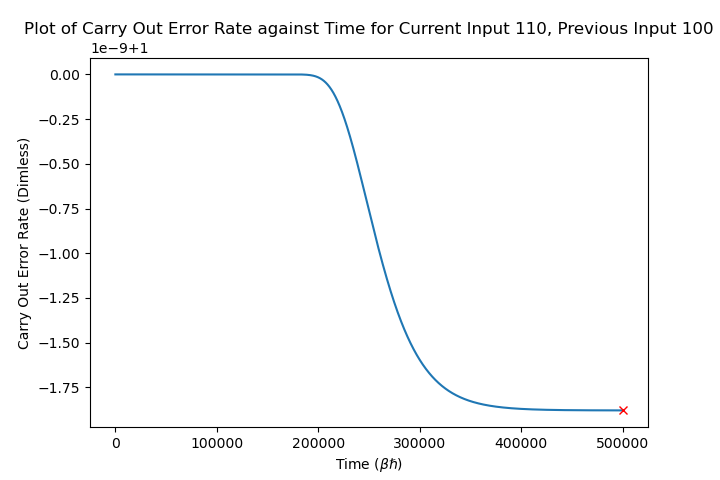 Plot of Carry Out Error Rate against Time for Current Input 110, Previous Input 100
1e−9+1
0.00
−0.25
−0.50
−0.75
−1.00
−1.25
−1.50
−1.75
Carry Out Error Rate (Dimless)
0 100000 200000 300000 400000 500000
Time (βħ)